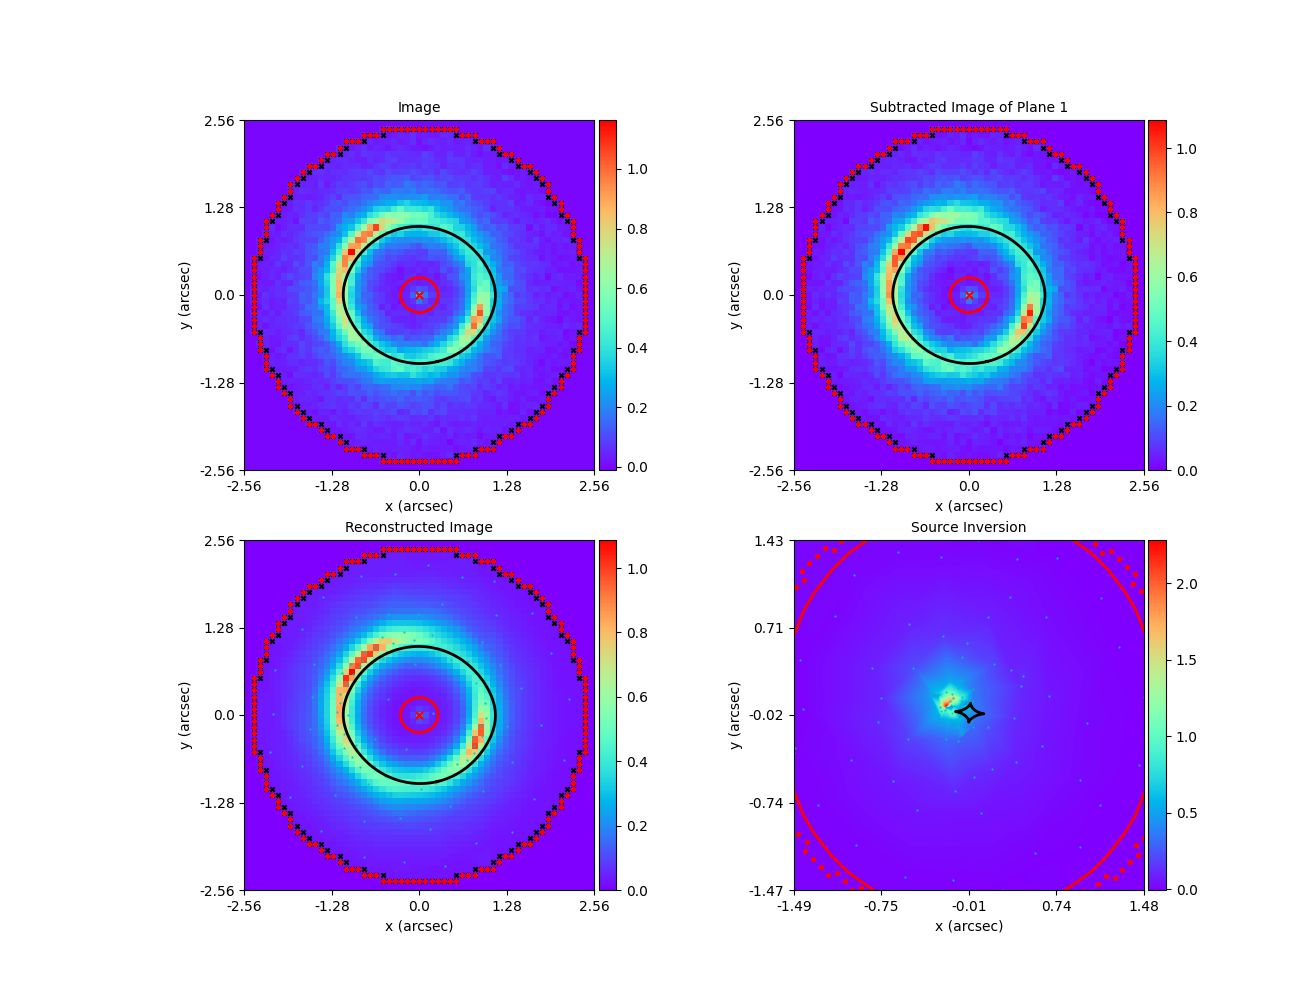 Image
2.56
1.28
0.0
-1.28
-2.56
y (arcsec)
-2.56 -1.28 0.0 1.28 2.56
x (arcsec)
1.0
0.8
0.6
0.4
0.2
0.0
Subtracted Image of Plane 1
2.56
1.28
0.0
-1.28
-2.56
y (arcsec)
-2.56 -1.28 0.0 1.28 2.56
x (arcsec)
1.0
0.8
0.6
0.4
0.2
0.0
Reconstructed Image
2.56
1.28
0.0
-1.28
-2.56
y (arcsec)
-2.56 -1.28 0.0 1.28 2.56
x (arcsec)
1.0
0.8
0.6
0.4
0.2
0.0
Source Inversion
1.43
0.71
-0.02
-0.74
-1.47
y (arcsec)
-1.49 -0.75 -0.01 0.74 1.48
x (arcsec)
2.0
1.5
1.0
0.5
0.0